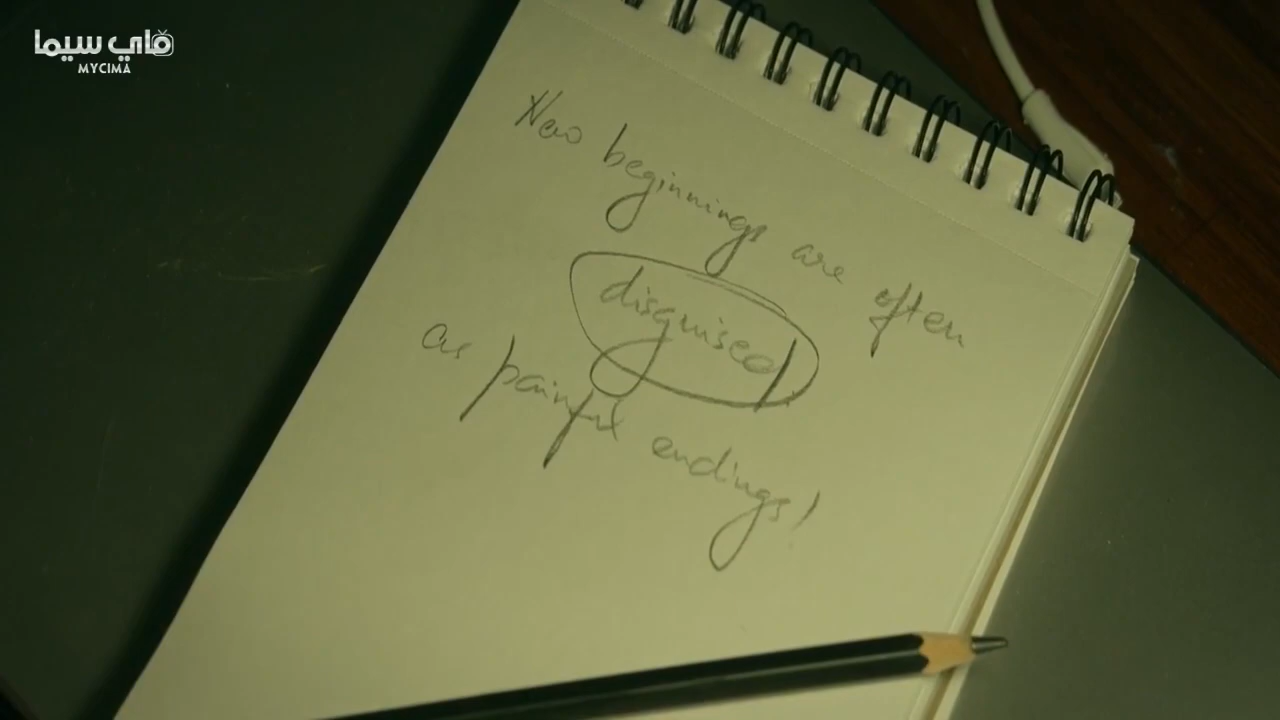 ماي سيما
MYCIMA
New beginnings are often
disguised
as painful endings!